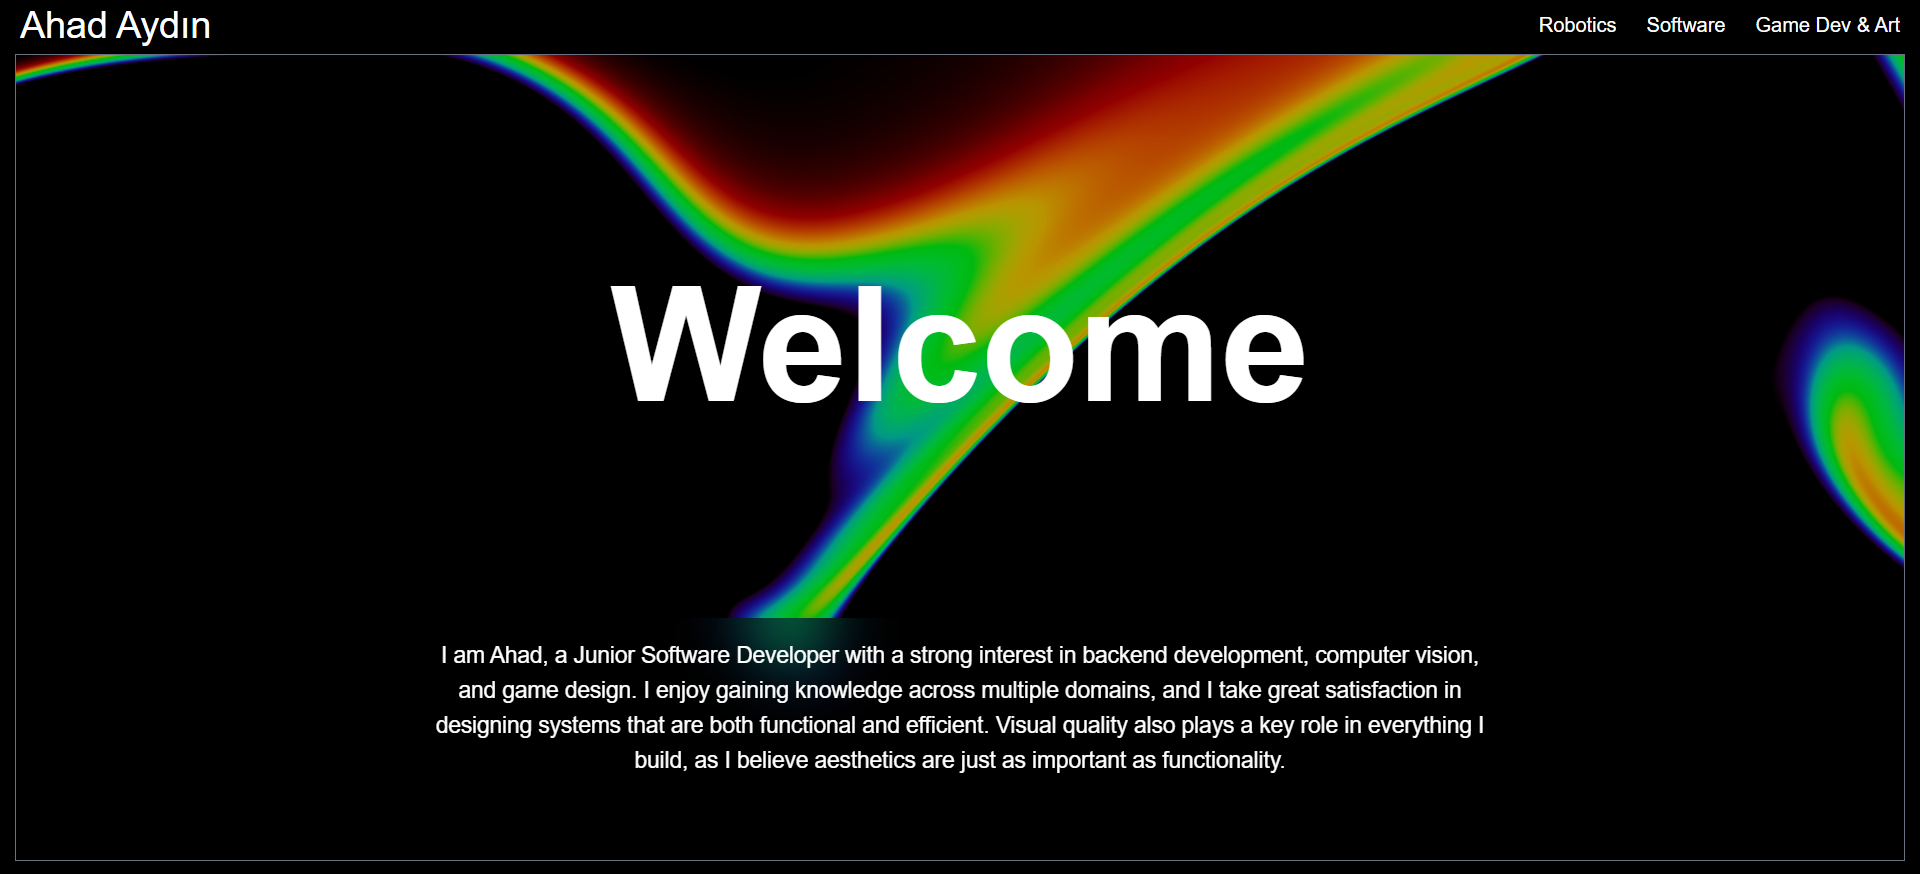 Ahad Aydın
Robotics Software Game Dev & Art
Welcome
I am Ahad, a Junior Software Developer with a strong interest in backend development, computer vision,
and game design. I enjoy gaining knowledge across multiple domains, and I take great satisfaction in
designing systems that are both functional and efficient. Visual quality also plays a key role in everything I
build, as I believe aesthetics are just as important as functionality.